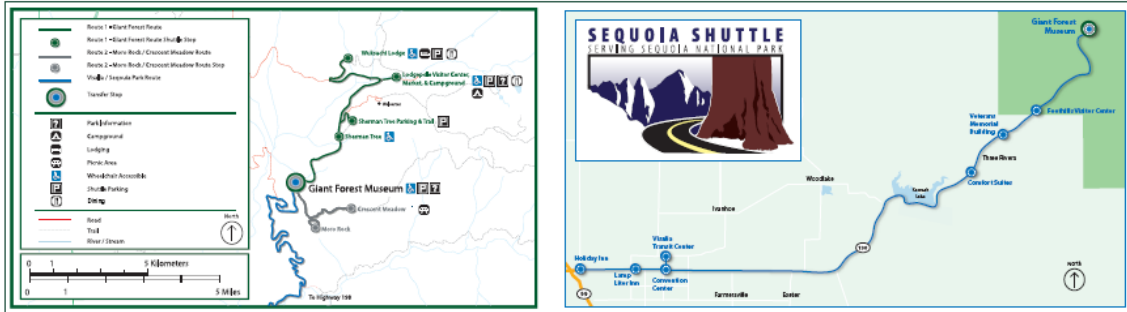 Route 1 - Giant Forest Route
Route 1 - Giant Forest Route Shuttle Stop
Route 2 - Moro Rock / Crescent Meadow Route
Route 2 - Moro Rock / Crescent Meadow Route Stop
Visalia / Sequoia Park Route
Transfer Stop
Park Information
Campground
Lodging
Picnic Area
Wheelchair Accessible
Shuttle Parking
Dining
Road
Trail
River / Stream
North
0 1 5 Kilometers
0 1 5 Miles
Wuksachi Lodge
Lodgepole Visitor Center,
Market, & Campground
Sherman Tree Parking & Trail
Sherman Tree
Giant Forest Museum
Crescent Meadow
Moro Rock
To Highway 198
SEQUOIA SHUTTLE
SERVING SEQUOIA NATIONAL PARK
Giant Forest
Museum
Foothills Visitor Center
Veterans
Memorial
Building
Three Rivers
Comfort Suites
Kaweah
Lake
Woodlake
Ivanhoe
Visalia
Transit Center
Holiday Inn
Lamp
Liter Inn
Convention
Center
198
99
Farmersville
Exeter
North